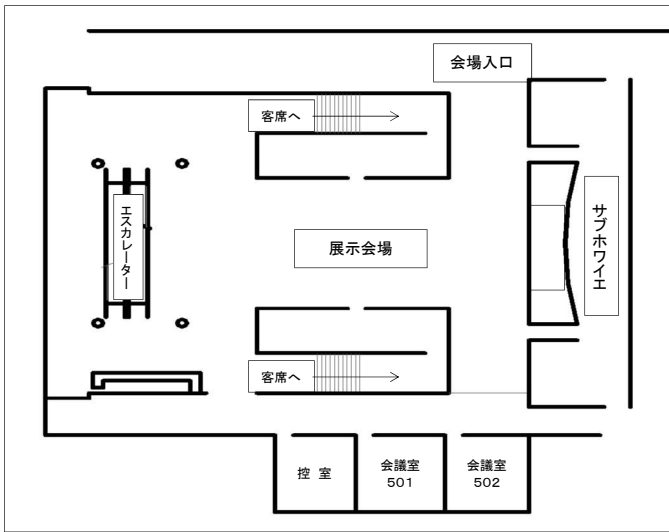 会場入口
客席へ
エスカレーター
展示会場
サブホワイエ
客席へ
控 室
会議室
501
会議室
502